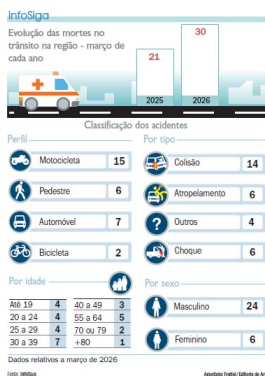 InfoSiga
Evolução das mortes no
trânsito na região - março de
cada ano
21
30
2025
2026
Classificação dos acidentes
Perfil
Motocicleta 15
Pedestre 6
Automóvel 7
Bicicleta 2
Por tipo
Colisão 14
Atropelamento 6
Outros 4
Choque 6
Por idade
Até 19 4 40 a 49 3
20 a 24 4 55 a 64 5
25 a 29 4 70 ou 79 2
30 a 39 7 +80 1
Por sexo
Masculino 24
Feminino 6
Dados relativos a março de 2026
Fonte: InfoSiga